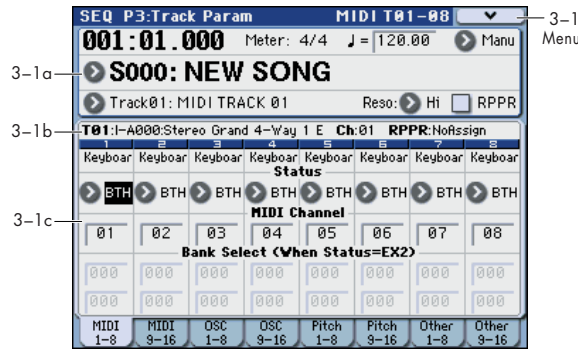 SEQ P3:Track Param MIDI T01-08
3-1
Menu
001:01.000 Meter: 4/4 ♩= 120.00 Manu
3-1a
S000: NEW SONG
Track01: MIDI TRACK 01 Reso: Hi RPPR
3-1b
T01:I-A000:Stereo Grand 4-Way 1 E Ch:01 RPPR:NoAssign
1 2 3 4 5 6 7 8
Keyboar Keyboar Keyboar Keyboar Keyboar Keyboar Keyboar Keyboar
Status
BTH BTH BTH BTH BTH BTH BTH BTH
3-1c
MIDI Channel
01 02 03 04 05 06 07 08
Bank Select (When Status=EX2)
000 000 000 000 000 000 000 000
000 000 000 000 000 000 000 000
MIDI MIDI OSC OSC Pitch Pitch Other Other
1-8 9-16 1-8 9-16 1-8 9-16 1-8 9-16